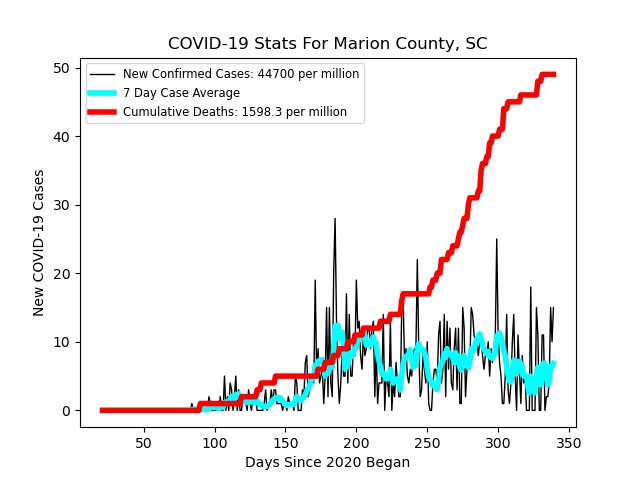 COVID-19 Stats For Marion County, SC
New Confirmed Cases: 44700 per million
7 Day Case Average
Cumulative Deaths: 1598.3 per million
New COVID-19 Cases
50
40
30
20
10
0
50 100 150 200 250 300 350
Days Since 2020 Began